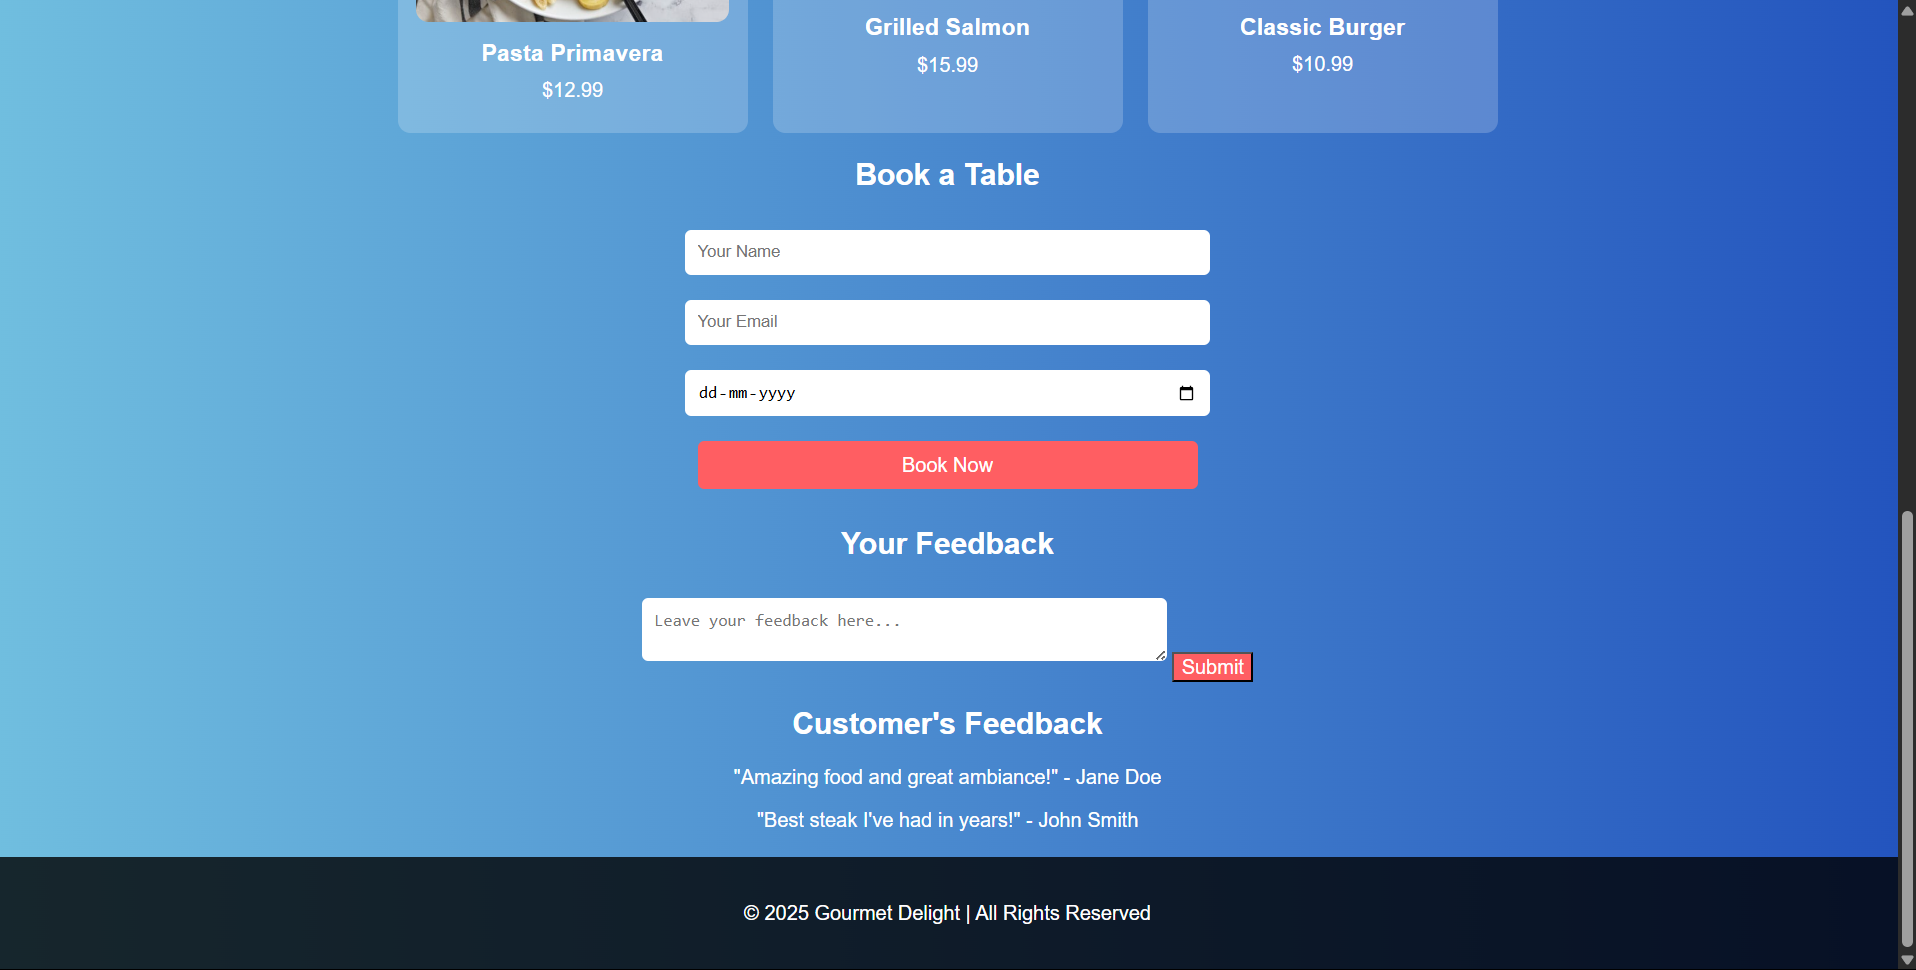 Pasta Primavera
$12.99
Grilled Salmon
$15.99
Classic Burger
$10.99
Book a Table
Your Name
Your Email
dd-mm-yyyy
Book Now
Your Feedback
Leave your feedback here...
Submit
Customer's Feedback
"Amazing food and great ambiance!" - Jane Doe
"Best steak I've had in years!" - John Smith
© 2025 Gourmet Delight | All Rights Reserved